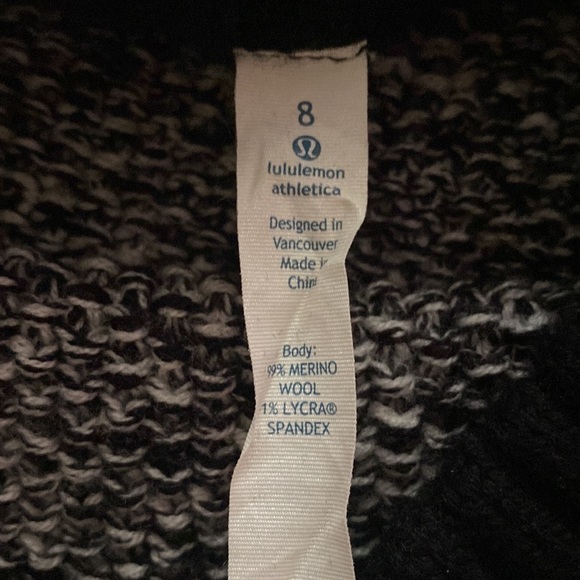 8
lululemon
athletica
Designed in
Vancouver
Made
Body:
99% MERINO
WOOL
1% LYCRA®
SPANDEX